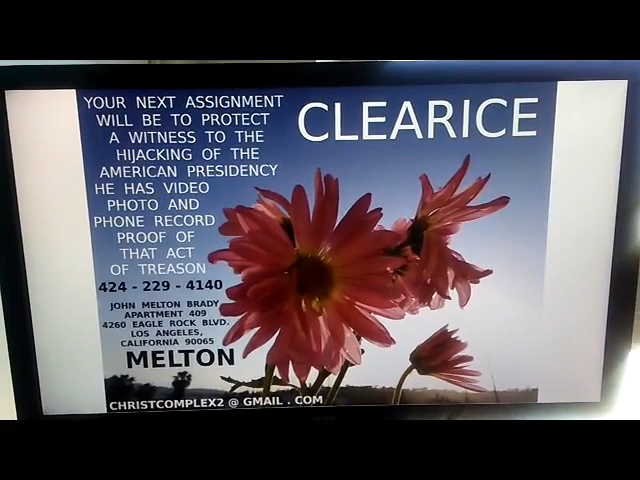 YOUR NEXT ASSIGNMENT
WILL BE TO PROTECT
A WITNESS TO THE
HIJACKING OF THE
AMERICAN PRESIDENCY
HE HAS VIDEO
PHOTO AND
PHONE RECORD
PROOF OF
THAT ACT
OF TREASON
424 - 229 - 4140
JOHN MELTON BRADY
APARTMENT 409
4260 EAGLE ROCK BLVD.
LOS ANGELES,
CALIFORNIA 90065
MELTON
CHRISTCOMPLEX2 @ GMAIL . COM
CLEARICE